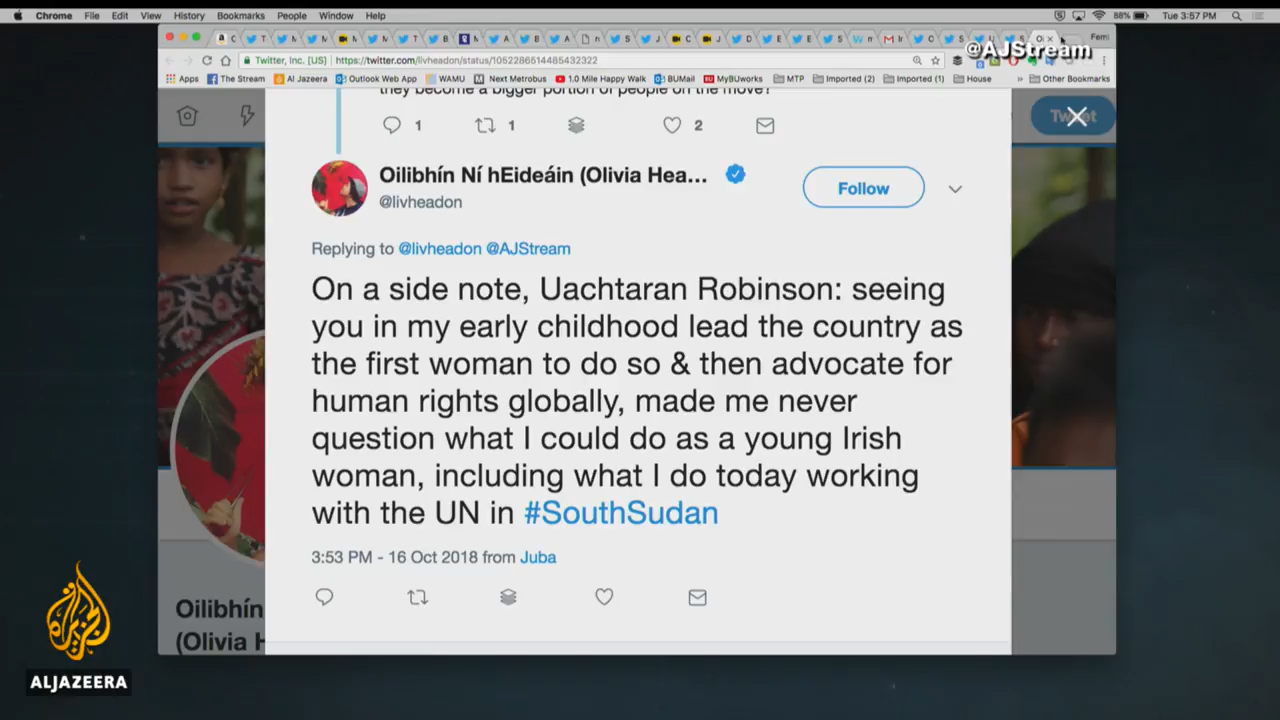 Chrome File Edit View History Bookmarks People Window Help
88% Tue 3:57 PM
@AJStream
Twitter, Inc. [US] https://twitter.com/livheadon/status/1052286514485432322
Apps The Stream Al Jazeera Outlook Web App WAMU Next Metrobus 1.0 Mile Happy Walk BUMail MyBUworks MTP Imported (2) Imported (1) House » Other Bookmarks
they become a bigger portion of people on the move?
1 1 2
Tweet
Oilibhín Ní hEideáin (Olivia Hea...
@livheadon
Follow
Replying to @livheadon @AJStream
On a side note, Uachtaran Robinson: seeing
you in my early childhood lead the country as
the first woman to do so & then advocate for
human rights globally, made me never
question what I could do as a young Irish
woman, including what I do today working
with the UN in #SouthSudan
3:53 PM - 16 Oct 2018 from Juba
Oilibhín
(Olivia H
ALJAZEERA